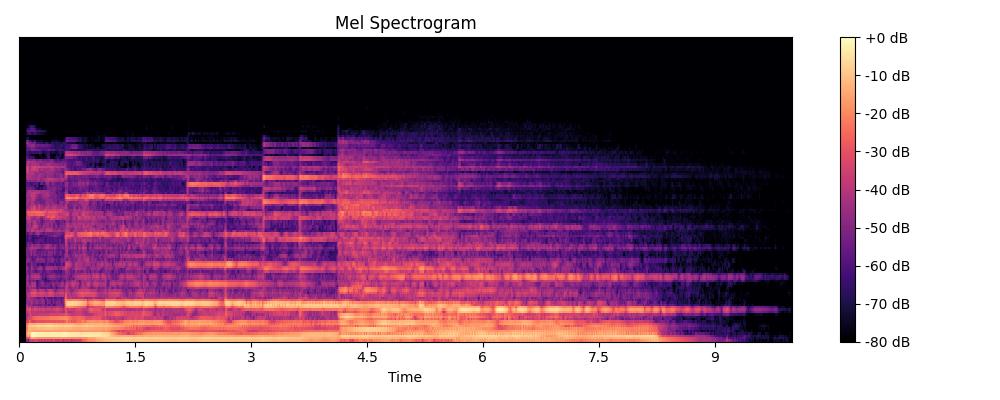 Mel Spectrogram
+0 dB
-10 dB
-20 dB
-30 dB
-40 dB
-50 dB
-60 dB
-70 dB
-80 dB
0 1.5 3 4.5 6 7.5 9
Time